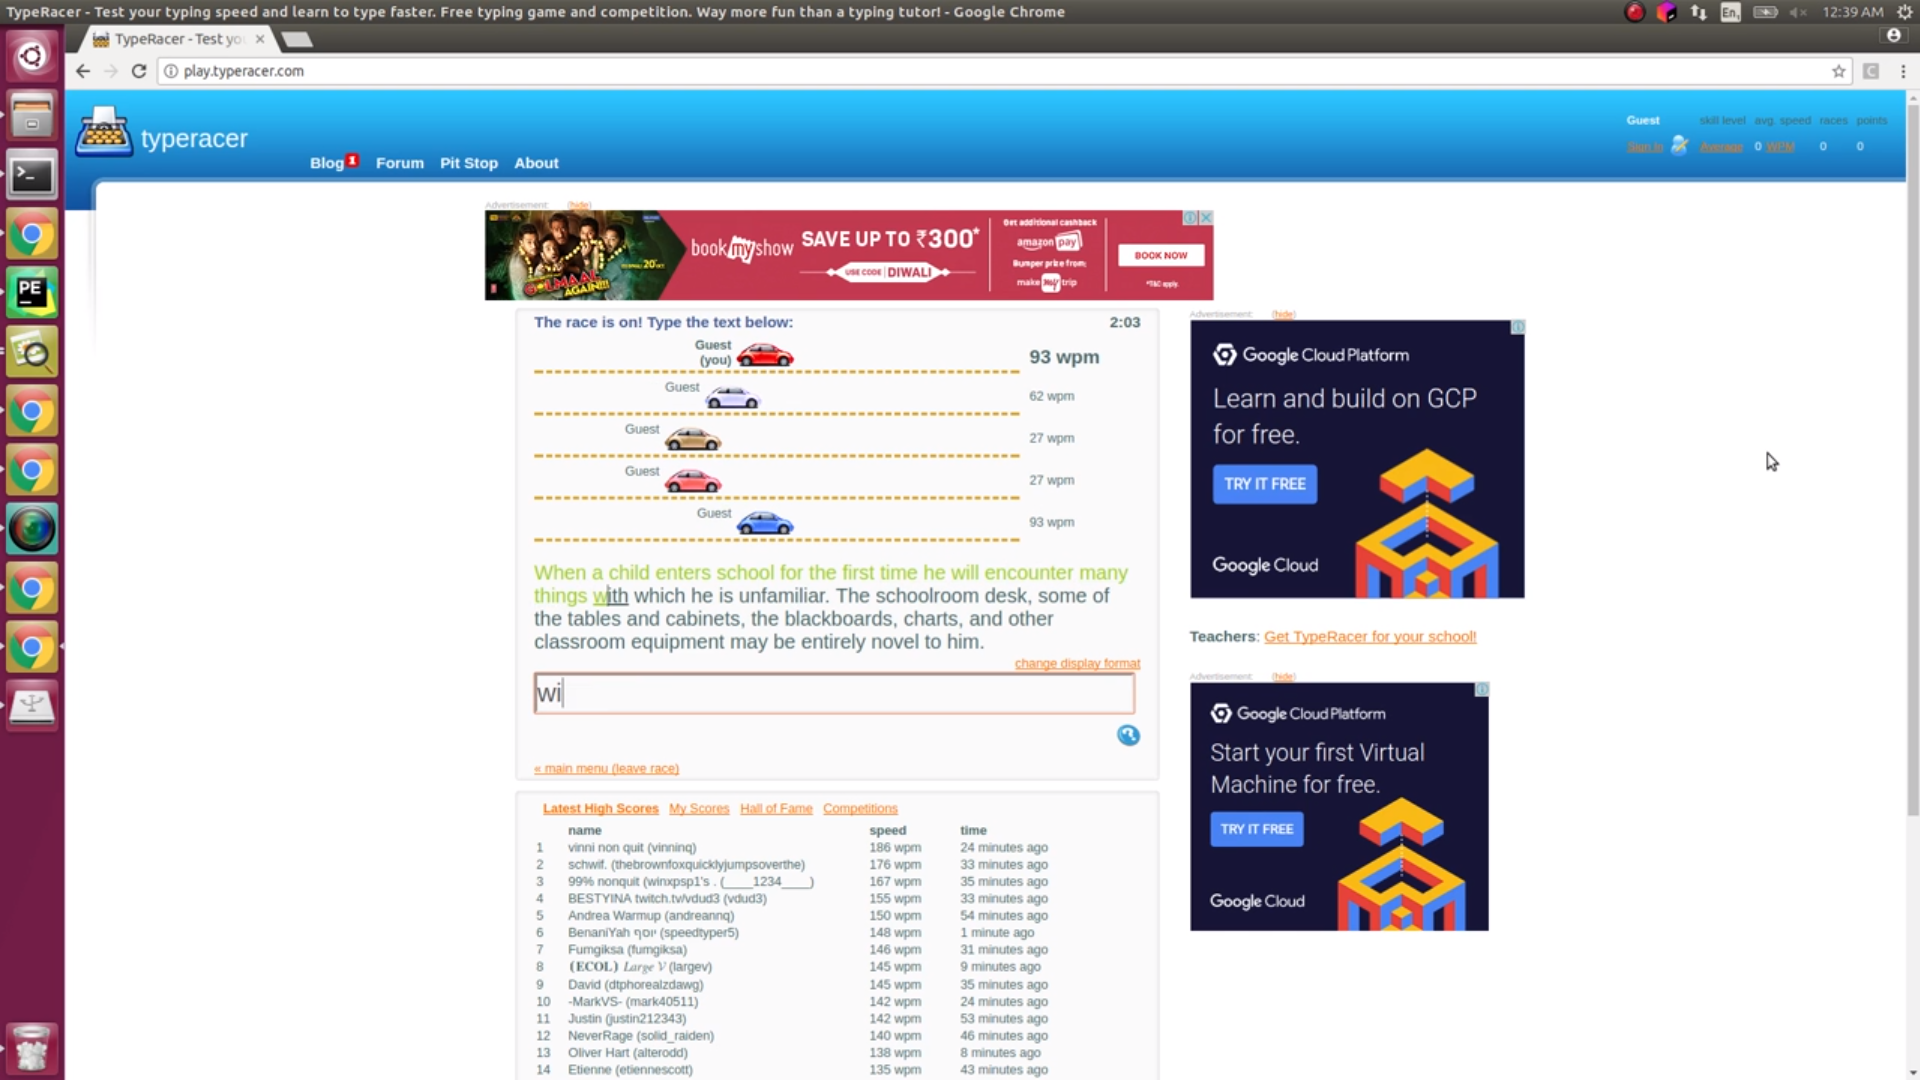 TypeRacer - Test your typing speed and learn to type faster. Free typing game and competition. Way more fun than a typing tutor! - Google Chrome
En
12:39 AM
TypeRacer - Test yo
play.typeracer.com
typeracer
Blog 1 Forum Pit Stop About
Guest skill level avg. speed races points
Sign In Average 0 WPM 0 0
Advertisement: (hide)
GOLMAAL AGAIN!!!
20
bookmyshow
SAVE UP TO ₹300*
USE CODE DIWALI
Get additional cashback
amazon pay
Bumper prize from:
make my trip
BOOK NOW
*T&C apply.
The race is on! Type the text below: 2:03
Guest (you) 93 wpm
Guest 62 wpm
Guest 27 wpm
Guest 27 wpm
Guest 93 wpm
When a child enters school for the first time he will encounter many
things with which he is unfamiliar. The schoolroom desk, some of
the tables and cabinets, the blackboards, charts, and other
classroom equipment may be entirely novel to him.
change display format
wi
« main menu (leave race)
Latest High Scores My Scores Hall of Fame Competitions
name speed time
1 vinni non quit (vinninq) 186 wpm 24 minutes ago
2 schwif. (thebrownfoxquicklyjumpsoverthe) 176 wpm 33 minutes ago
3 99% nonquit (winxpsp1's . (____1234____) 167 wpm 35 minutes ago
4 BESTYINA twitch.tv/vdud3 (vdud3) 155 wpm 33 minutes ago
5 Andrea Warmup (andreannq) 150 wpm 54 minutes ago
6 BenaniYah יוסף (speedtyper5) 148 wpm 1 minute ago
7 Fumgiksa (fumgiksa) 146 wpm 31 minutes ago
8 (ECOL) Large V (largev) 145 wpm 9 minutes ago
9 David (dtphorealzdawg) 145 wpm 35 minutes ago
10 -MarkVS- (mark40511) 142 wpm 24 minutes ago
11 Justin (justin212343) 142 wpm 53 minutes ago
12 NeverRage (solid_raiden) 140 wpm 46 minutes ago
13 Oliver Hart (alterodd) 138 wpm 8 minutes ago
14 Etienne (etiennescott) 135 wpm 43 minutes ago
Advertisement: (hide)
Google Cloud Platform
Learn and build on GCP
for free.
TRY IT FREE
Google Cloud
Teachers: Get TypeRacer for your school!
Advertisement: (hide)
Google Cloud Platform
Start your first Virtual
Machine for free.
TRY IT FREE
Google Cloud
PE